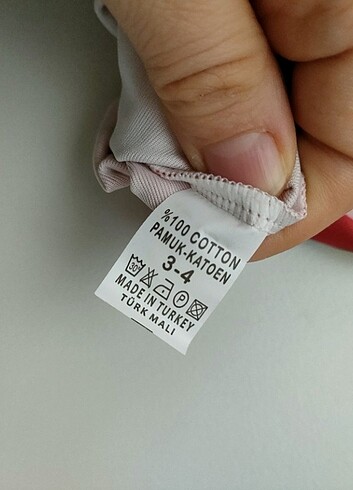 %100 COTTON
PAMUK-KATOEN
3-4
30° P
MADE IN TURKEY
TÜRK MALI